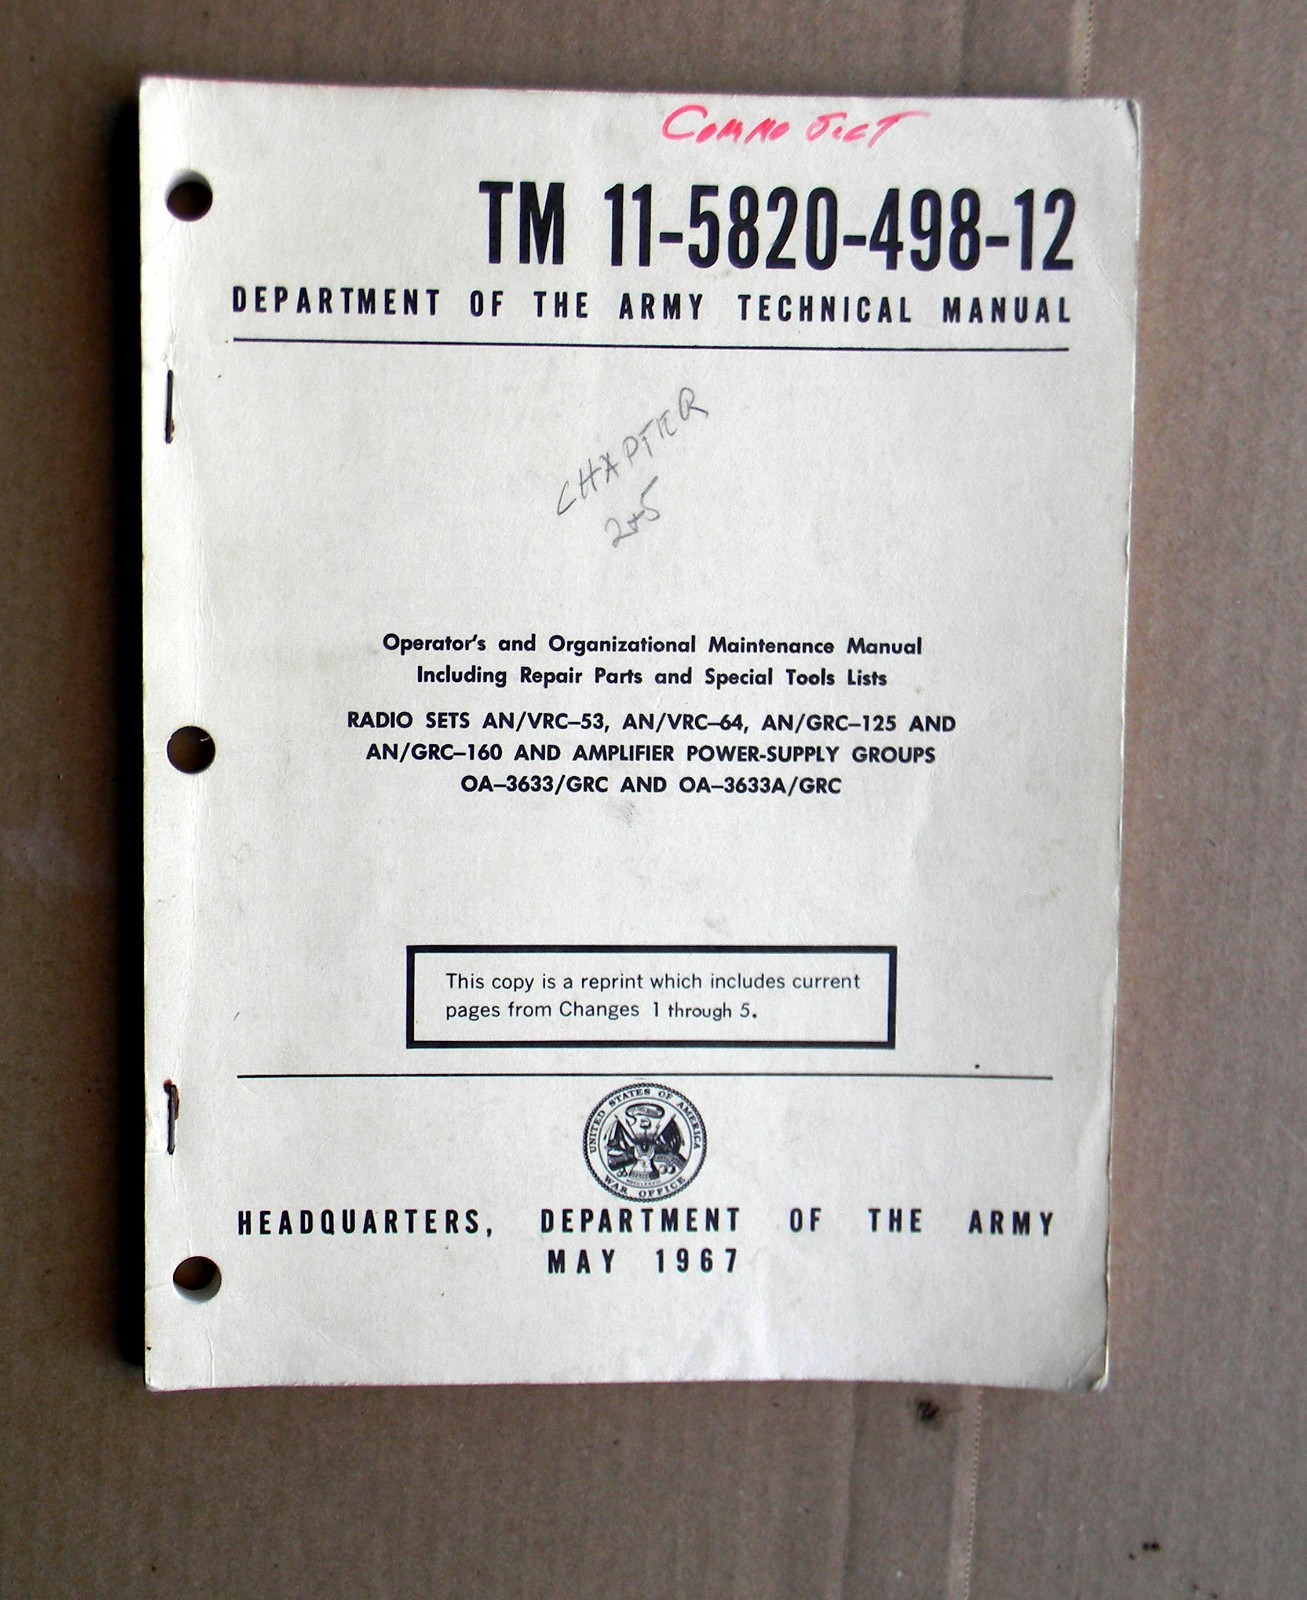 Commo Sect
TM 11-5820-498-12
DEPARTMENT OF THE ARMY TECHNICAL MANUAL
CHAPTER
2+5
Operator's and Organizational Maintenance Manual
Including Repair Parts and Special Tools Lists
RADIO SETS AN/VRC–53, AN/VRC–64, AN/GRC–125 AND
AN/GRC–160 AND AMPLIFIER POWER-SUPPLY GROUPS
OA–3633/GRC AND OA–3633A/GRC
This copy is a reprint which includes current
pages from Changes 1 through 5.
UNITED STATES OF AMERICA
WAR OFFICE
HEADQUARTERS, DEPARTMENT OF THE ARMY
MAY 1967